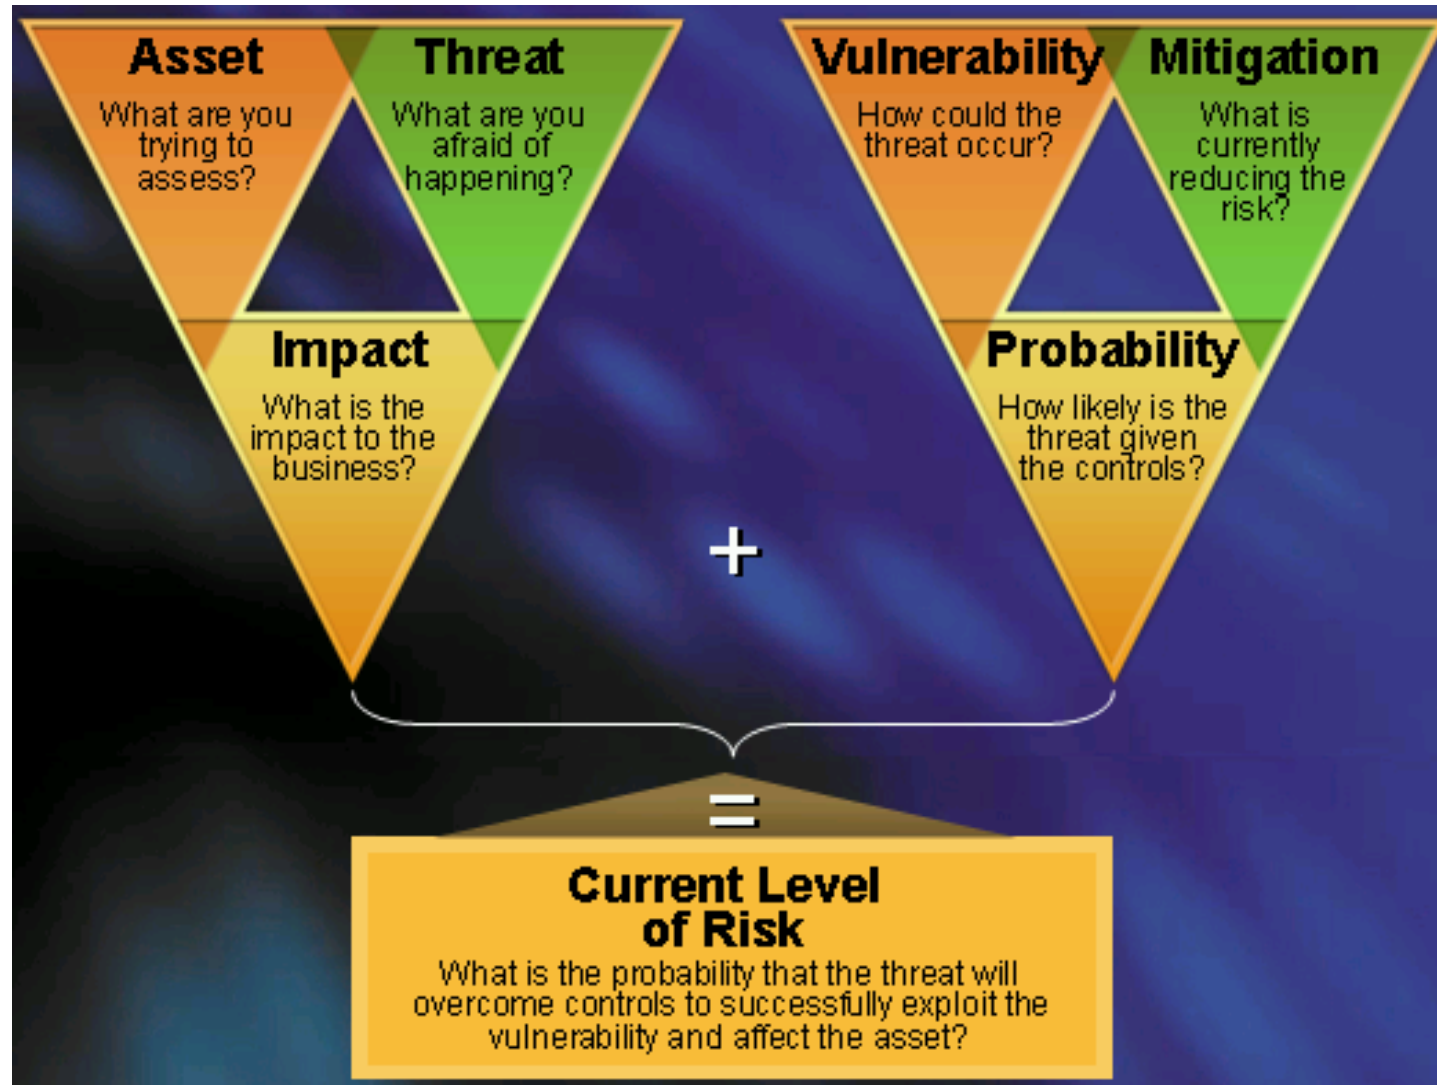 Asset
What are you
trying to
assess?
Threat
What are you
afraid of
happening?
Impact
What is the
impact to the
business?
Vulnerability
How could the
threat occur?
Mitigation
What is
currently
reducing the
risk?
Probability
How likely is the
threat given
the controls?
+
=
Current Level
of Risk
What is the probability that the threat will
overcome controls to successfully exploit the
vulnerability and affect the asset?